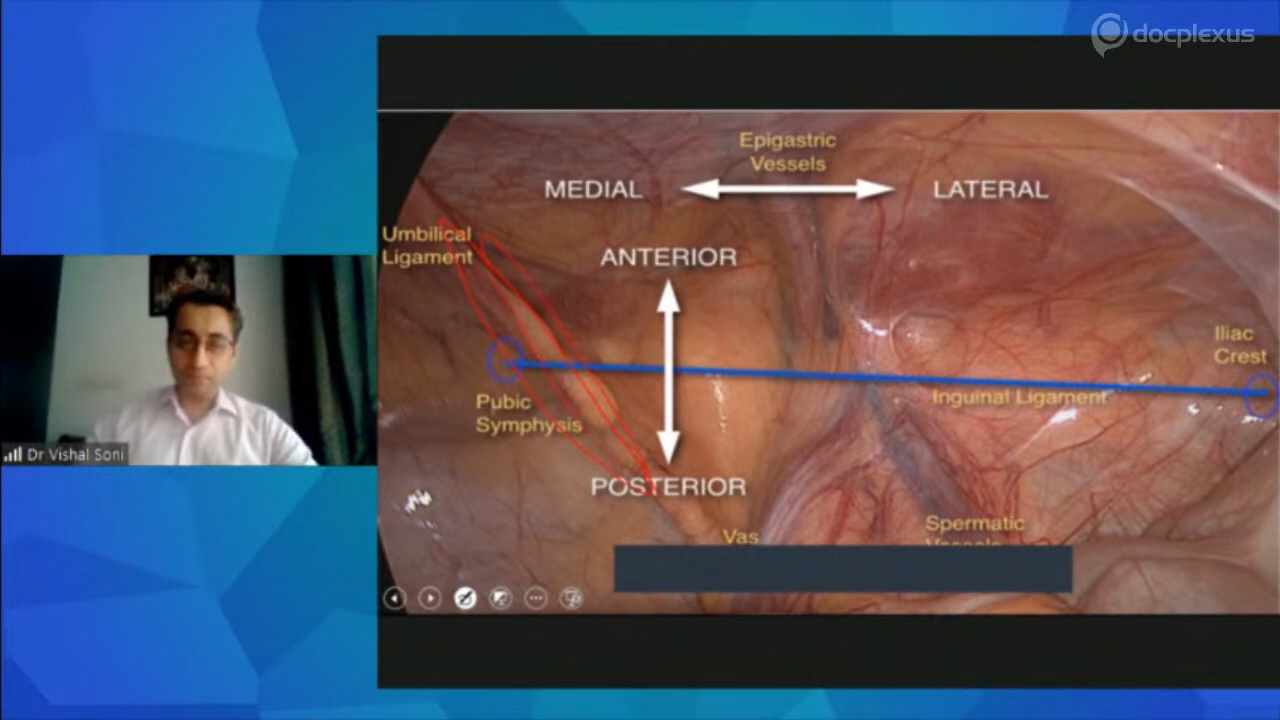 docplexus
Epigastric
Vessels
MEDIAL
LATERAL
Umbilical
Ligament
ANTERIOR
Iliac
Crest
Pubic
Symphysis
Inguinal Ligament
POSTERIOR
Vas
Spermatic
Vessels
Dr Vishal Soni